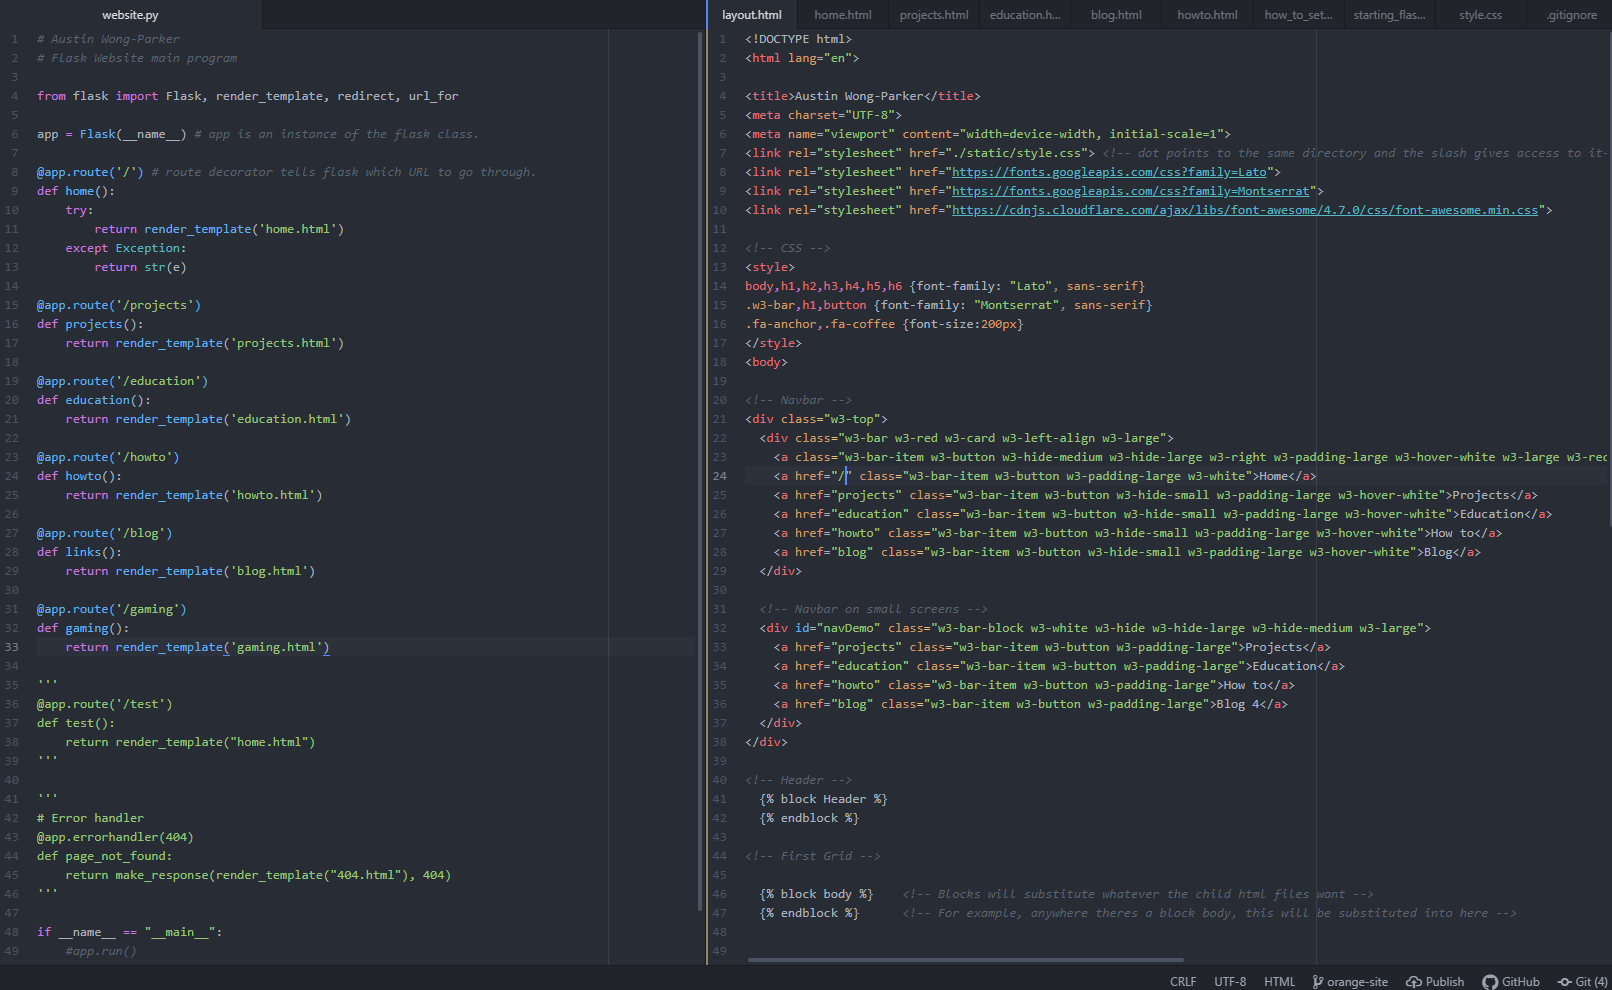 website.py
1 # Austin Wong-Parker
2 # Flask Website main program
3
4 from flask import Flask, render_template, redirect, url_for
5
6 app = Flask(__name__) # app is an instance of the flask class.
7
8 @app.route('/') # route decorator tells flask which URL to go through.
9 def home():
10     try:
11         return render_template('home.html')
12     except Exception:
13         return str(e)
14
15 @app.route('/projects')
16 def projects():
17     return render_template('projects.html')
18
19 @app.route('/education')
20 def education():
21     return render_template('education.html')
22
23 @app.route('/howto')
24 def howto():
25     return render_template('howto.html')
26
27 @app.route('/blog')
28 def links():
29     return render_template('blog.html')
30
31 @app.route('/gaming')
32 def gaming():
33     return render_template('gaming.html')
34
35 '''
36 @app.route('/test')
37 def test():
38     return render_template("home.html")
39 '''
40
41 '''
42 # Error handler
43 @app.errorhandler(404)
44 def page_not_found:
45     return make_response(render_template("404.html"), 404)
46 '''
47
48 if __name__ == "__main__":
49     #app.run()
layout.html home.html projects.html education.h... blog.html howto.html how_to_set... starting_flas... style.css .gitignore
1 <!DOCTYPE html>
2 <html lang="en">
3
4 <title>Austin Wong-Parker</title>
5 <meta charset="UTF-8">
6 <meta name="viewport" content="width=device-width, initial-scale=1">
7 <link rel="stylesheet" href="./static/style.css"> <!-- dot points to the same directory and the slash gives access to it-
8 <link rel="stylesheet" href="https://fonts.googleapis.com/css?family=Lato">
9 <link rel="stylesheet" href="https://fonts.googleapis.com/css?family=Montserrat">
10 <link rel="stylesheet" href="https://cdnjs.cloudflare.com/ajax/libs/font-awesome/4.7.0/css/font-awesome.min.css">
11
12 <!-- CSS -->
13 <style>
14 body,h1,h2,h3,h4,h5,h6 {font-family: "Lato", sans-serif}
15 .w3-bar,h1,button {font-family: "Montserrat", sans-serif}
16 .fa-anchor,.fa-coffee {font-size:200px}
17 </style>
18 <body>
19
20 <!-- Navbar -->
21 <div class="w3-top">
22   <div class="w3-bar w3-red w3-card w3-left-align w3-large">
23     <a class="w3-bar-item w3-button w3-hide-medium w3-hide-large w3-right w3-padding-large w3-hover-white w3-large w3-red
24     <a href="/" class="w3-bar-item w3-button w3-padding-large w3-white">Home</a>
25     <a href="projects" class="w3-bar-item w3-button w3-hide-small w3-padding-large w3-hover-white">Projects</a>
26     <a href="education" class="w3-bar-item w3-button w3-hide-small w3-padding-large w3-hover-white">Education</a>
27     <a href="howto" class="w3-bar-item w3-button w3-hide-small w3-padding-large w3-hover-white">How to</a>
28     <a href="blog" class="w3-bar-item w3-button w3-hide-small w3-padding-large w3-hover-white">Blog</a>
29   </div>
30
31   <!-- Navbar on small screens -->
32   <div id="navDemo" class="w3-bar-block w3-white w3-hide w3-hide-large w3-hide-medium w3-large">
33     <a href="projects" class="w3-bar-item w3-button w3-padding-large">Projects</a>
34     <a href="education" class="w3-bar-item w3-button w3-padding-large">Education</a>
35     <a href="howto" class="w3-bar-item w3-button w3-padding-large">How to</a>
36     <a href="blog" class="w3-bar-item w3-button w3-padding-large">Blog 4</a>
37   </div>
38 </div>
39
40 <!-- Header -->
41   {% block Header %}
42   {% endblock %}
43
44 <!-- First Grid -->
45
46   {% block body %}    <!-- Blocks will substitute whatever the child html files want -->
47   {% endblock %}      <!-- For example, anywhere theres a block body, this will be substituted into here -->
48
49
CRLF UTF-8 HTML orange-site Publish GitHub Git (4)